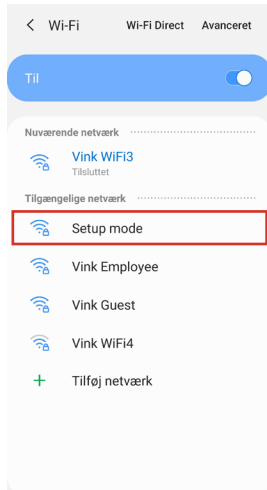 Wi-Fi Wi-Fi Direct Avanceret
Til
Nuværende netværk
Vink WiFi3
Tilsluttet
Tilgængelige netværk
Setup mode
Vink Employee
Vink Guest
Vink WiFi4
Tilføj netværk